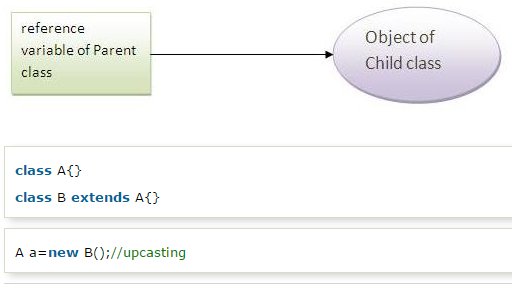 reference
variable of Parent
class
Object of
Child class
class A{}
class B extends A{}
A a=new B();//upcasting